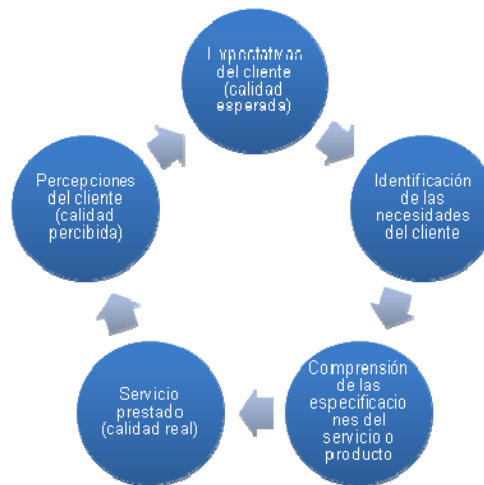 Expectativas
del cliente
(calidad
esperada)
Identificación
de las
necesidades
del cliente
Comprensión
de las
especificacio
nes del
servicio o
producto
Servicio
prestado
(calidad real)
Percepciones
del cliente
(calidad
percibida)